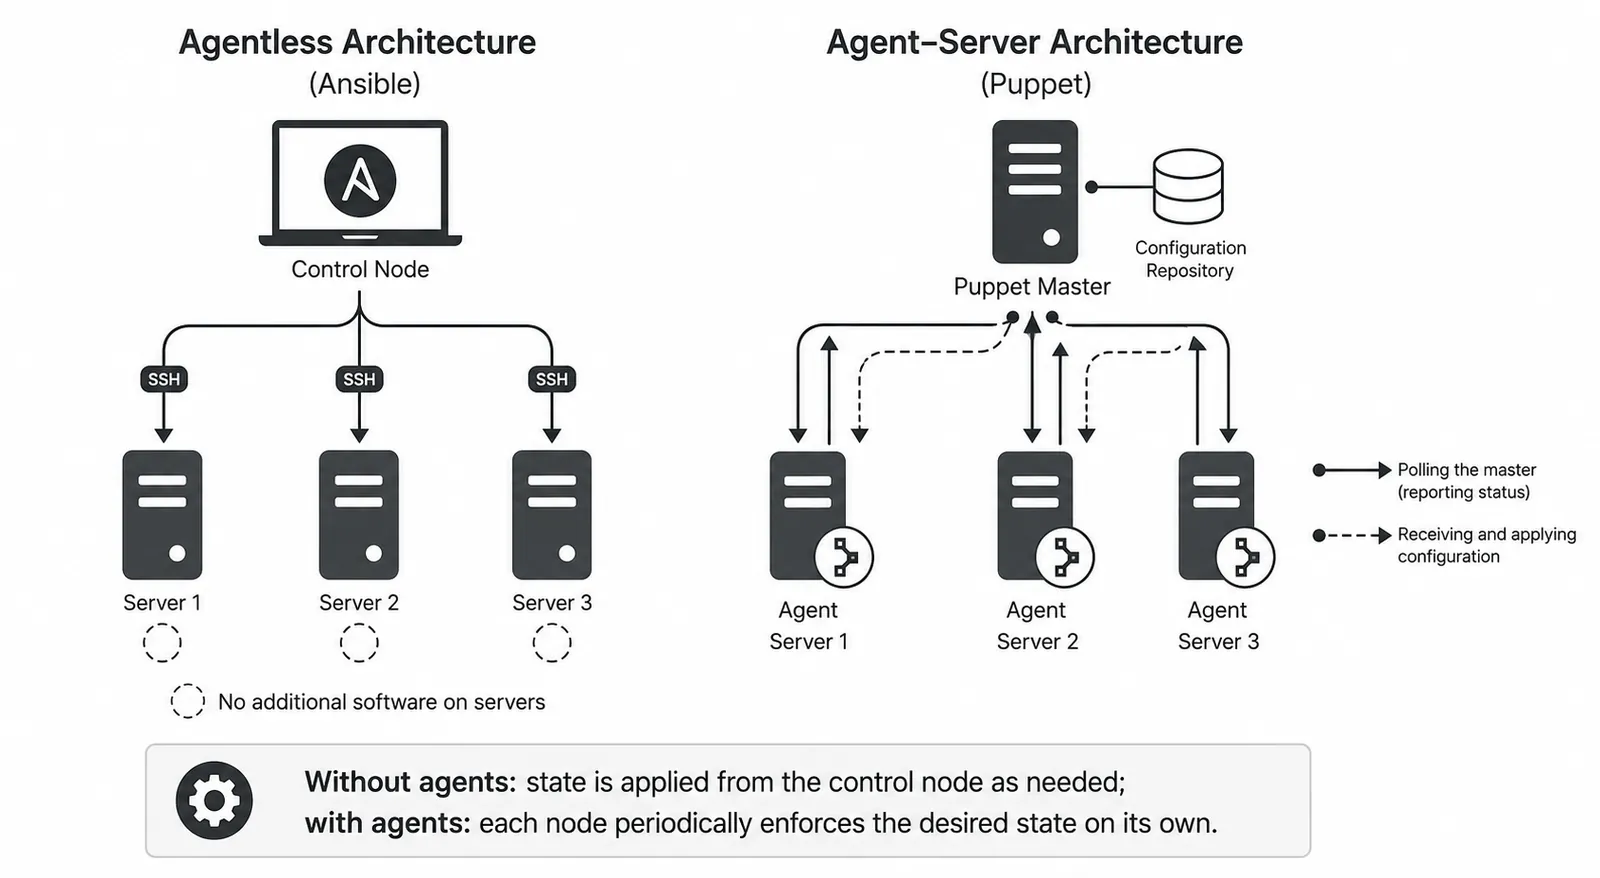 Agentless Architecture
(Ansible)
Control Node
SSH
SSH
SSH
Server 1
Server 2
Server 3
No additional software on servers
Agent–Server Architecture
(Puppet)
Configuration
Repository
Puppet Master
Agent
Server 1
Agent
Server 2
Agent
Server 3
Polling the master
(reporting status)
Receiving and applying
configuration
Without agents: state is applied from the control node as needed;
with agents: each node periodically enforces the desired state on its own.